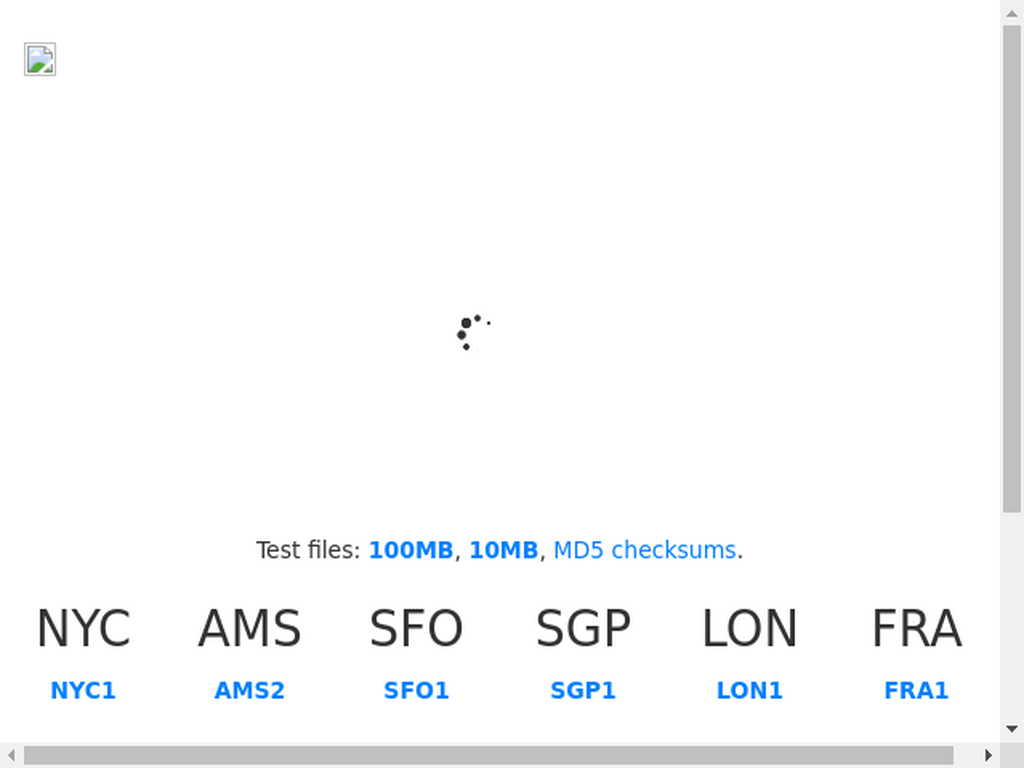 Test files: 100MB, 10MB, MD5 checksums.
NYC AMS SFO SGP LON FRA
NYC1 AMS2 SFO1 SGP1 LON1 FRA1